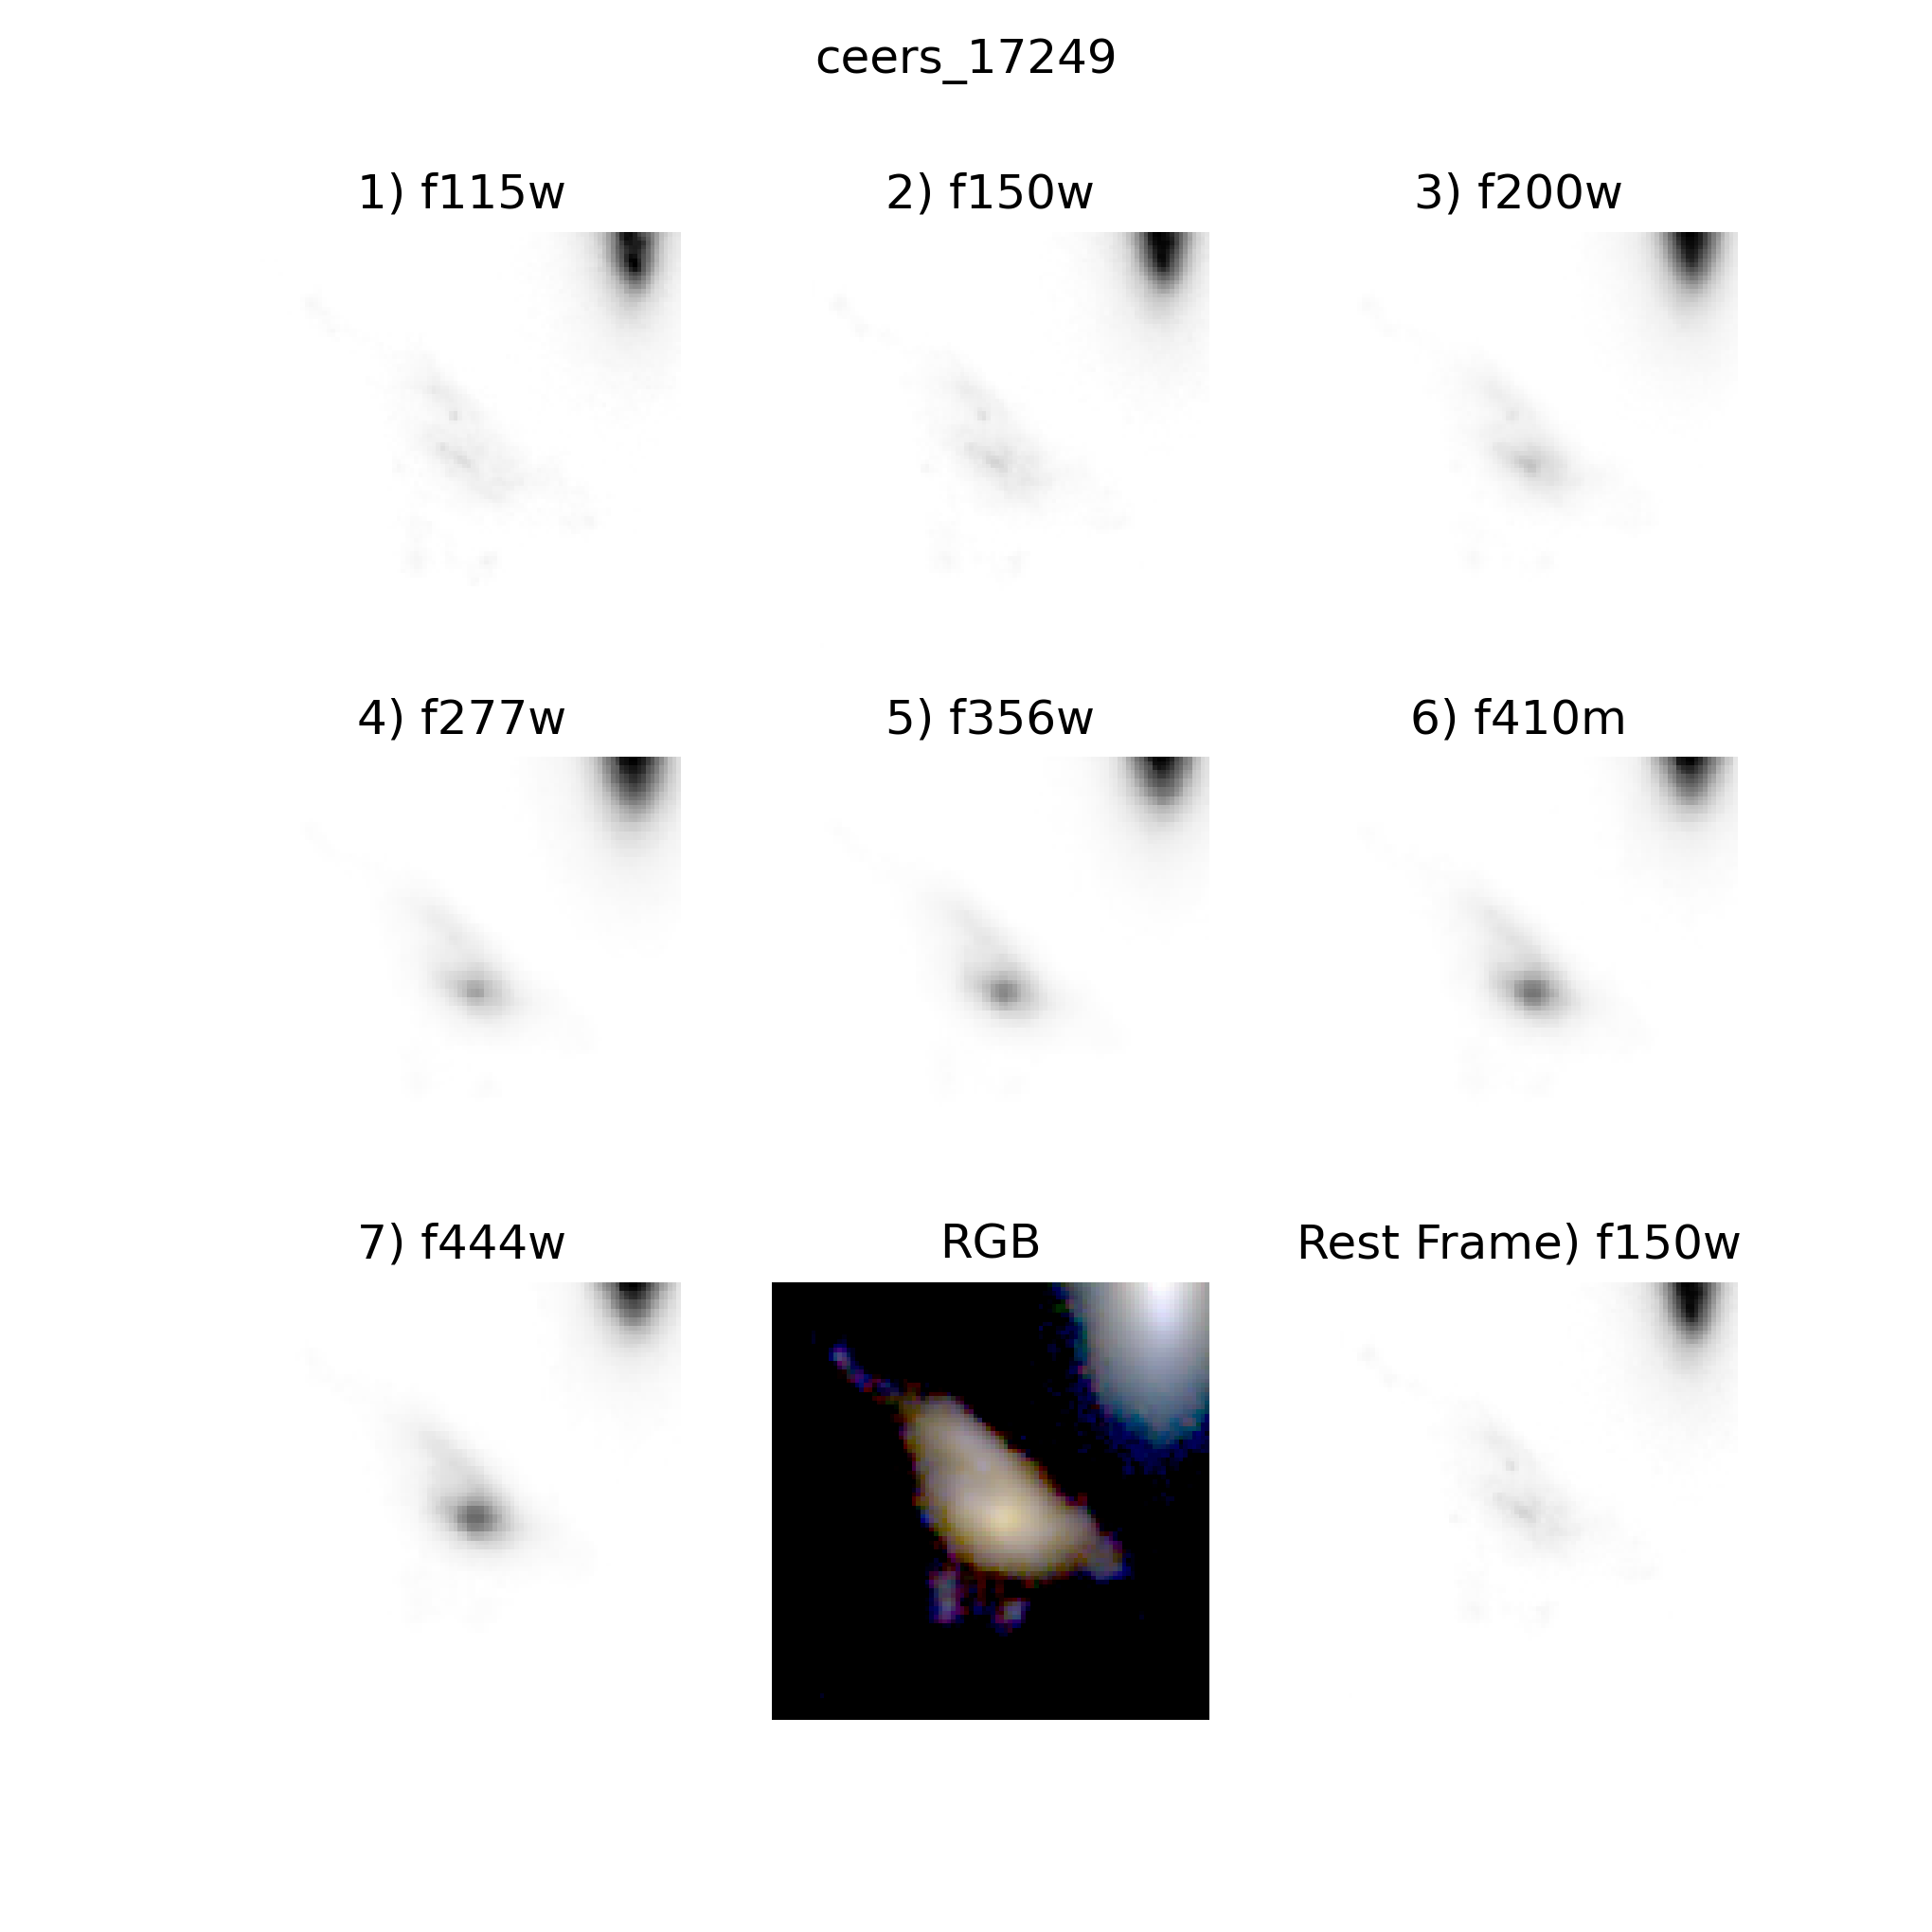 ceers_17249
1) f115w
2) f150w
3) f200w
4) f277w
5) f356w
6) f410m
7) f444w
RGB
Rest Frame) f150w